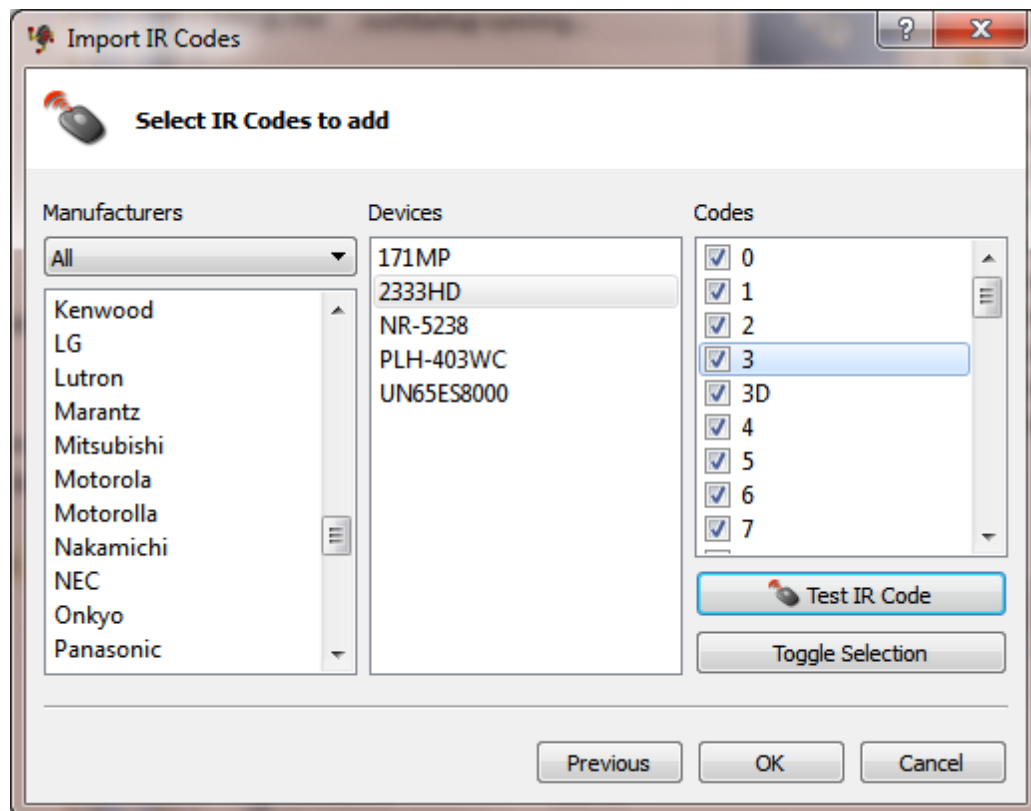 Import IR Codes
?
X
Select IR Codes to add
Manufacturers
All
Kenwood
LG
Lutron
Marantz
Mitsubishi
Motorola
Motorolla
Nakamichi
NEC
Onkyo
Panasonic
Devices
171MP
2333HD
NR-5238
PLH-403WC
UN65ES8000
Codes
0
1
2
3
3D
4
5
6
7
Test IR Code
Toggle Selection
Previous
OK
Cancel